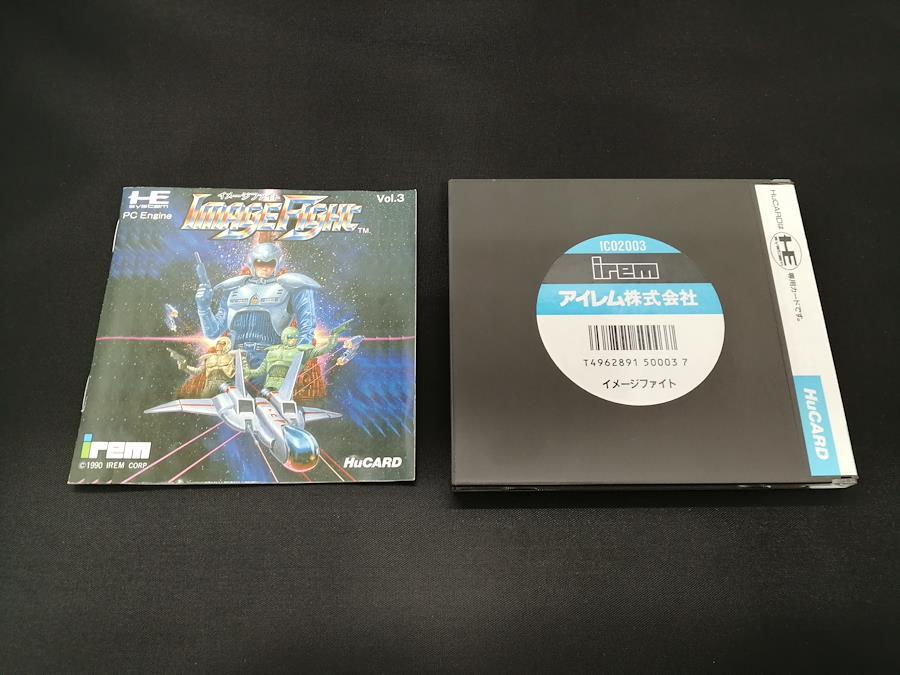 HE
system
PC Engine
イメージファイト
IMAGEFIGHT
TM.
Vol.3
irem
©1990 IREM CORP.
HuCARD
IC02003
irem
アイレム株式会社
T4962891 50003 7
イメージファイト
HuCARDは
HE
専用カードです。
HuCARD